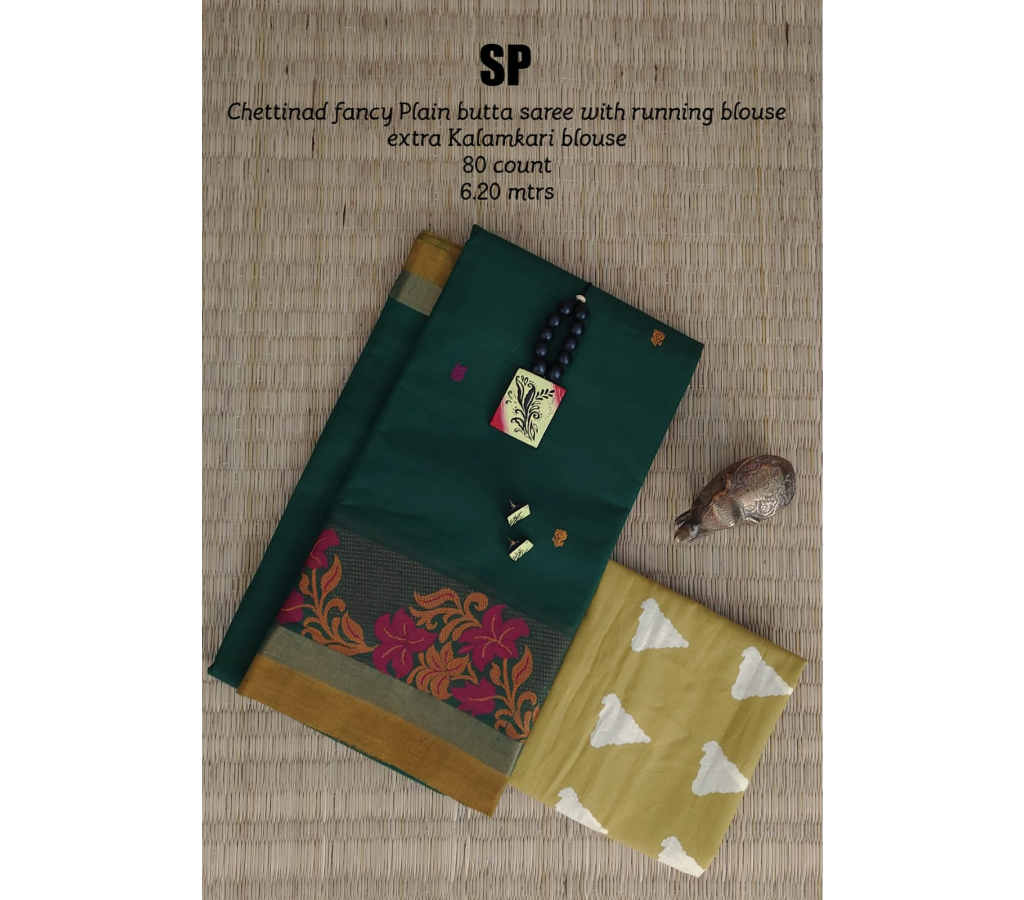 SP
Chettinad fancy Plain butta saree with running blouse
extra Kalamkari blouse
80 count
6.20 mtrs